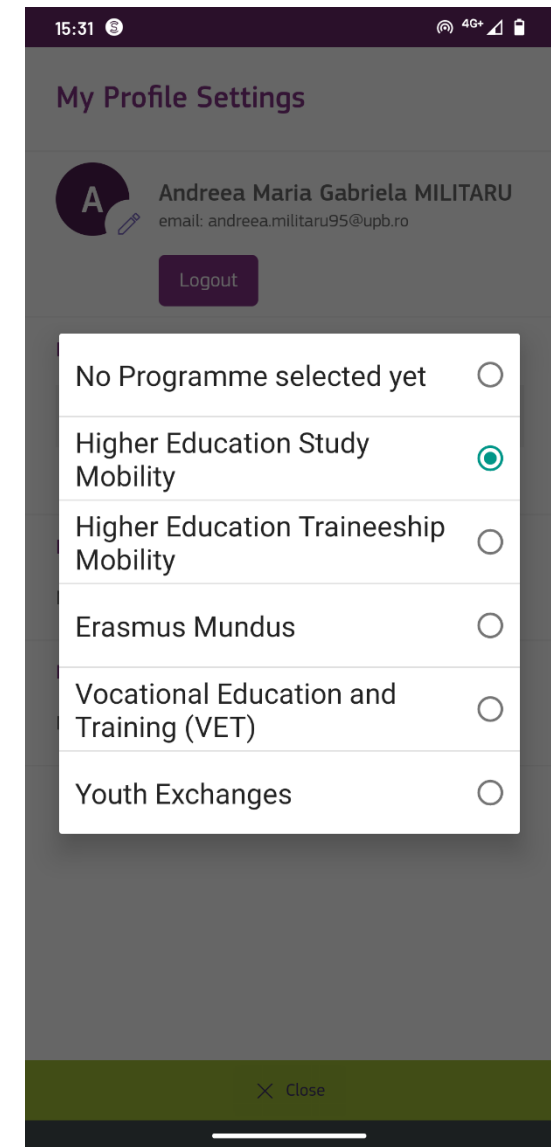 15:31
4G+
My Profile Settings
A
Andreea Maria Gabriela MILITARU
email: andreea.militaru95@upb.ro
Logout
No Programme selected yet
Higher Education Study
Mobility
Higher Education Traineeship
Mobility
Erasmus Mundus
Vocational Education and
Training (VET)
Youth Exchanges
Close